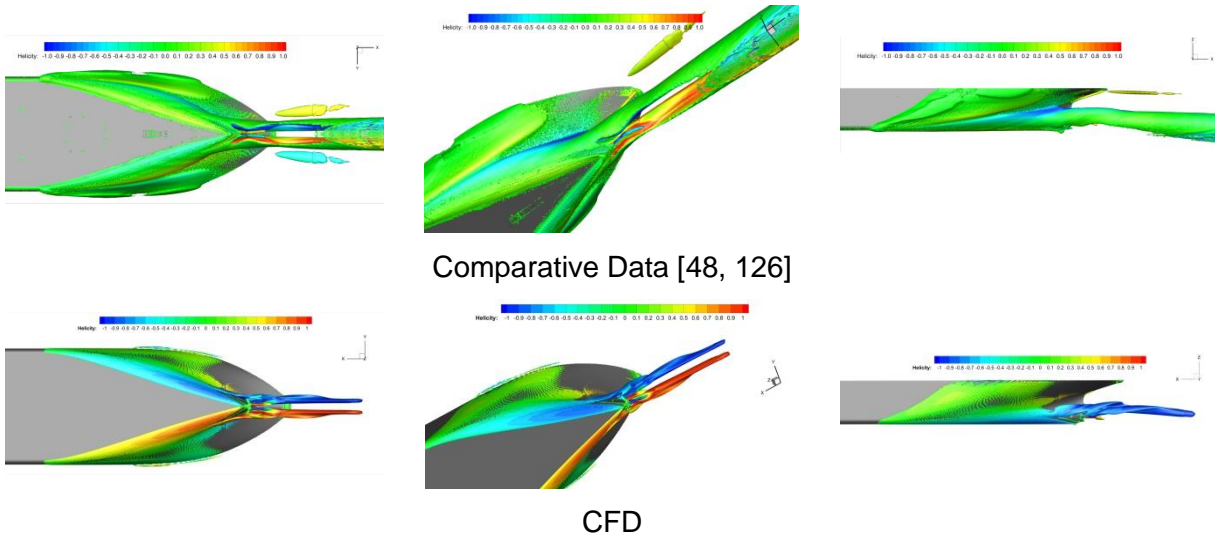 Helicity: -1.0 -0.9 -0.8 -0.7 -0.6 -0.5 -0.4 -0.3 -0.2 -0.1 0.0 0.1 0.2 0.3 0.4 0.5 0.6 0.7 0.8 0.9 1.0
Helicity: -1.0 -0.9 -0.8 -0.7 -0.6 -0.5 -0.4 -0.3 -0.2 -0.1 0.0 0.1 0.2 0.3 0.4 0.5 0.6 0.7 0.8 0.9 1.0
Helicity: -1.0 -0.9 -0.8 -0.7 -0.6 -0.5 -0.4 -0.3 -0.2 -0.1 0.0 0.1 0.2 0.3 0.4 0.5 0.6 0.7 0.8 0.9 1.0
Comparative Data [48, 126]
Helicity: -1 -0.9 -0.8 -0.7 -0.6 -0.5 -0.4 -0.3 -0.2 -0.1 0 0.1 0.2 0.3 0.4 0.5 0.6 0.7 0.8 0.9 1
Helicity: -1 -0.9 -0.8 -0.7 -0.6 -0.5 -0.4 -0.3 -0.2 -0.1 0 0.1 0.2 0.3 0.4 0.5 0.6 0.7 0.8 0.9 1
Helicity: -1 -0.9 -0.8 -0.7 -0.6 -0.5 -0.4 -0.3 -0.2 -0.1 0 0.1 0.2 0.3 0.4 0.5 0.6 0.7 0.8 0.9 1
CFD